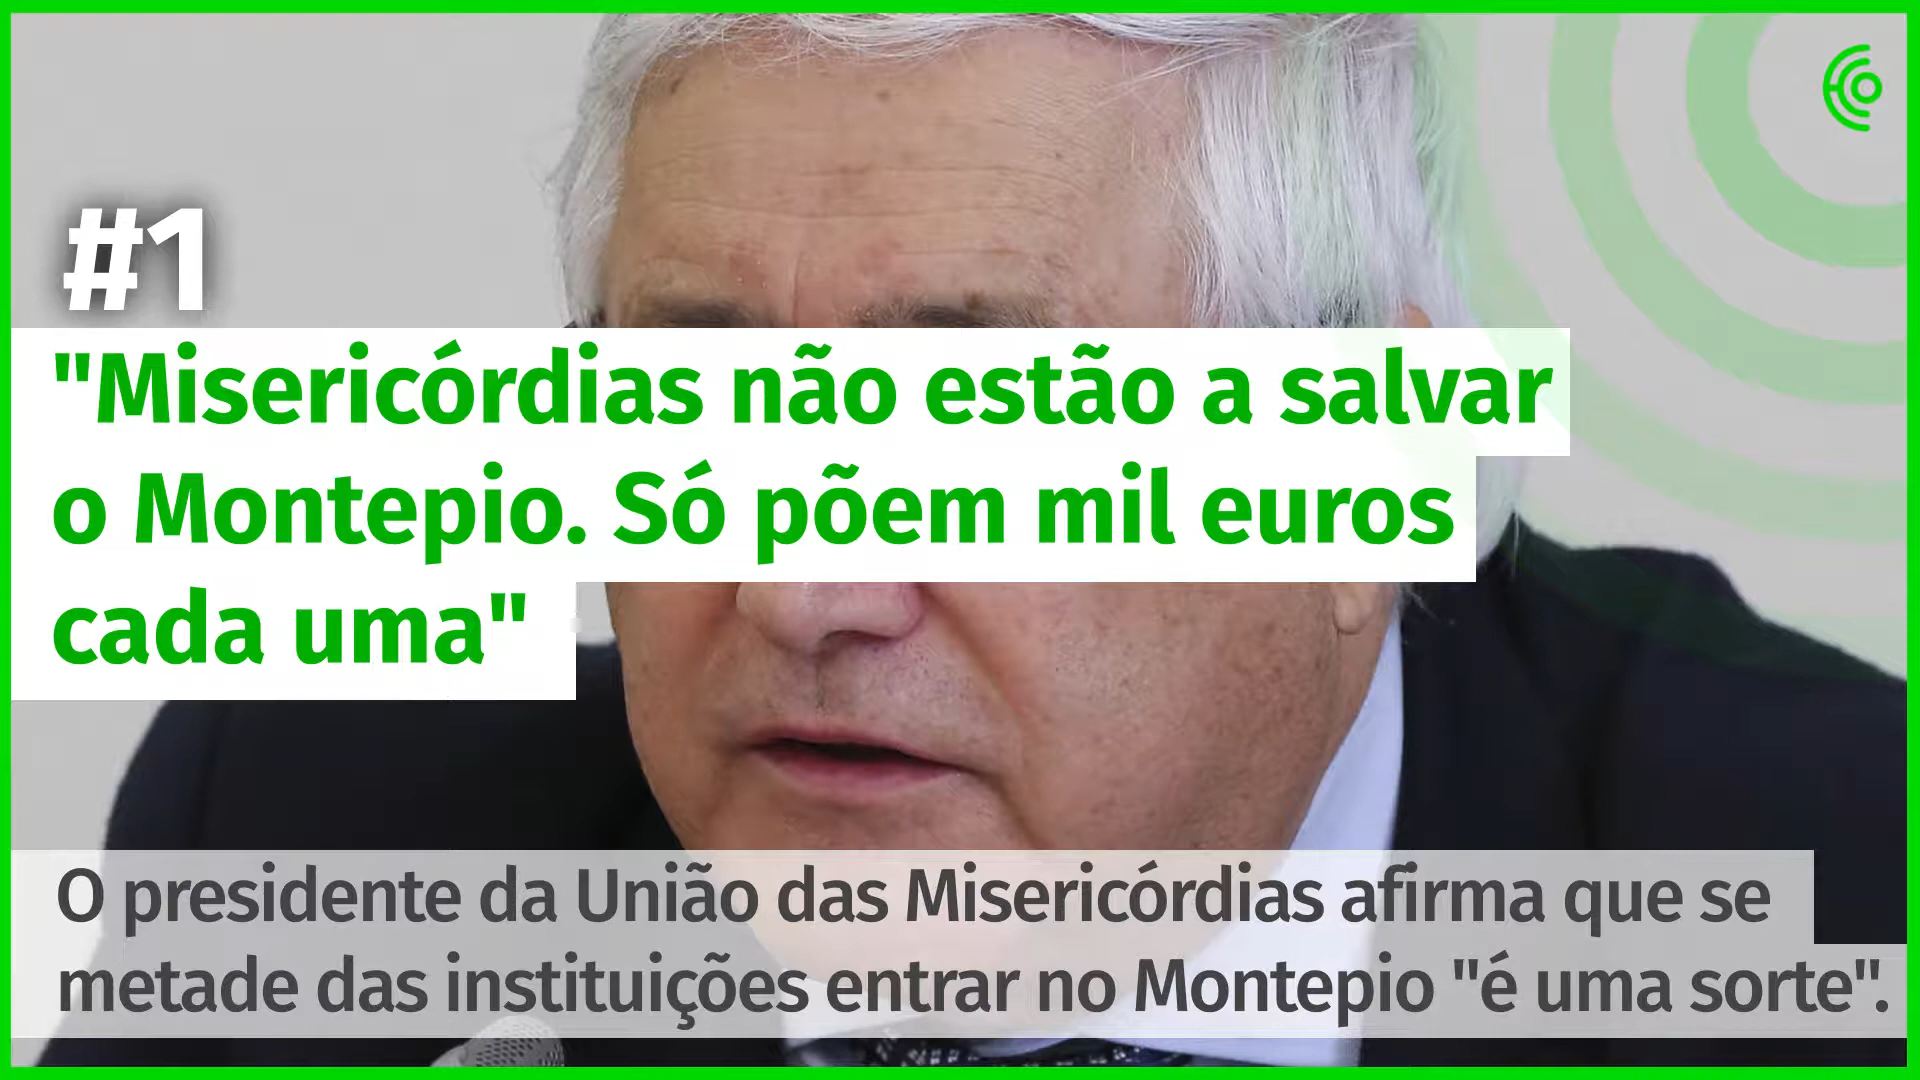 #1
"Misericórdias não estão a salvar
o Montepio. Só põem mil euros
cada uma"
O presidente da União das Misericórdias afirma que se
metade das instituições entrar no Montepio "é uma sorte".